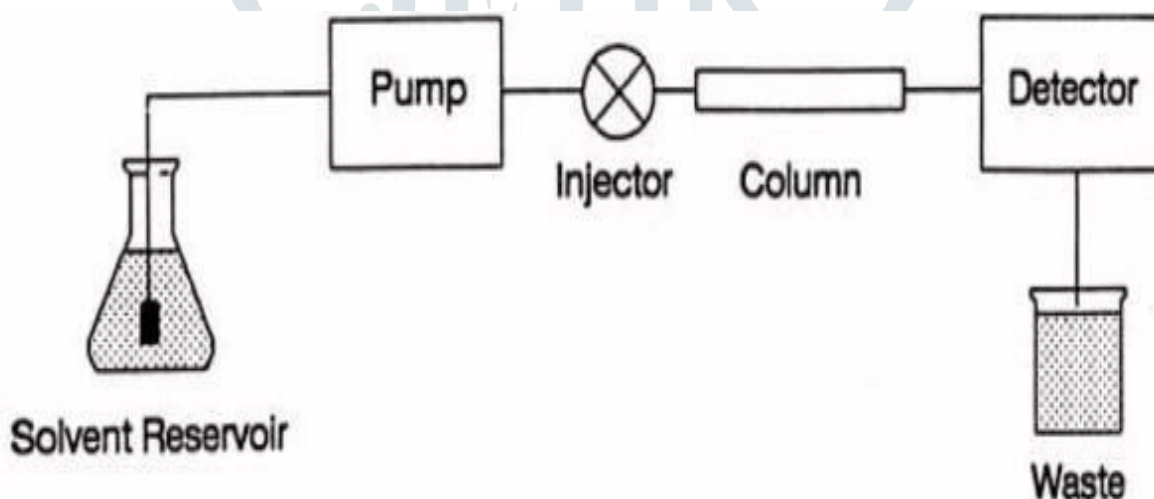 Pump
Detector
Injector
Column
Solvent Reservoir
Waste